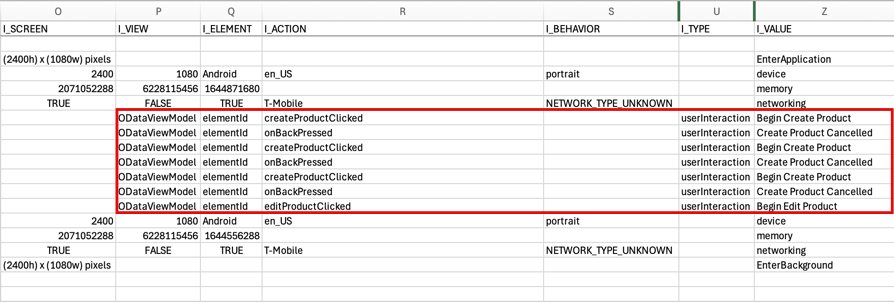 O P Q R S U Z
I_SCREEN I_VIEW I_ELEMENT I_ACTION I_BEHAVIOR I_TYPE I_VALUE
(2400h) x (1080w) pixels EnterApplication
2400 1080 Android en_US portrait device
2071052288 6228115456 1644871680 memory
TRUE FALSE TRUE T-Mobile NETWORK_TYPE_UNKNOWN networking
ODataViewModel elementId createProductClicked userInteraction Begin Create Product
ODataViewModel elementId onBackPressed userInteraction Create Product Cancelled
ODataViewModel elementId createProductClicked userInteraction Begin Create Product
ODataViewModel elementId onBackPressed userInteraction Create Product Cancelled
ODataViewModel elementId createProductClicked userInteraction Begin Create Product
ODataViewModel elementId onBackPressed userInteraction Create Product Cancelled
ODataViewModel elementId editProductClicked userInteraction Begin Edit Product
2400 1080 Android en_US portrait device
2071052288 6228115456 1644556288 memory
TRUE FALSE TRUE T-Mobile NETWORK_TYPE_UNKNOWN networking
(2400h) x (1080w) pixels EnterBackground